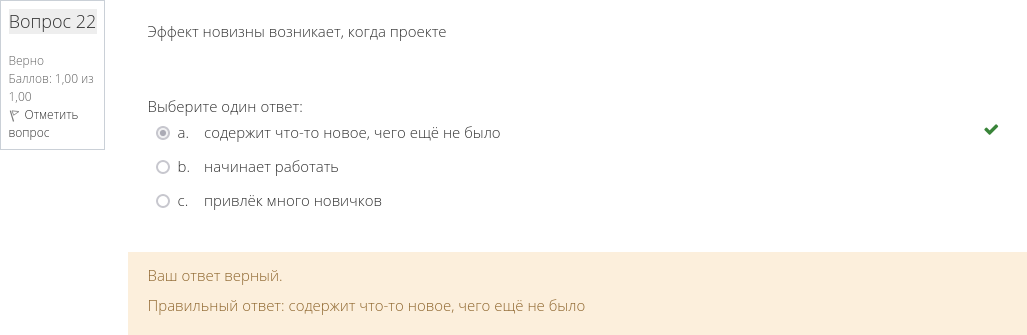 Вопрос 22
Верно
Баллов: 1,00 из
1,00
Отметить
вопрос
Эффект новизны возникает, когда проекте
Выберите один ответ:
a. содержит что-то новое, чего ещё не было
b. начинает работать
c. привлёк много новичков
Ваш ответ верный.
Правильный ответ: содержит что-то новое, чего ещё не было